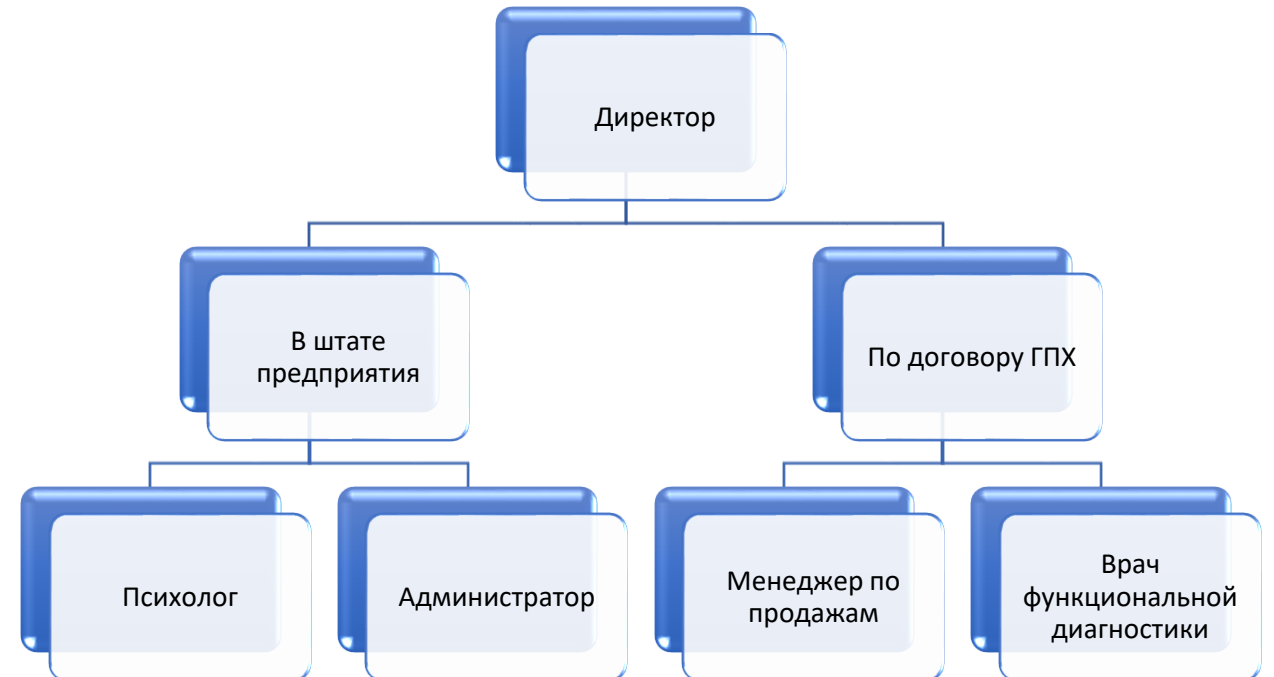 Директор
В штате
предприятия
По договору ГПХ
Психолог
Администратор
Менеджер по
продажам
Врач
функциональной
диагностики